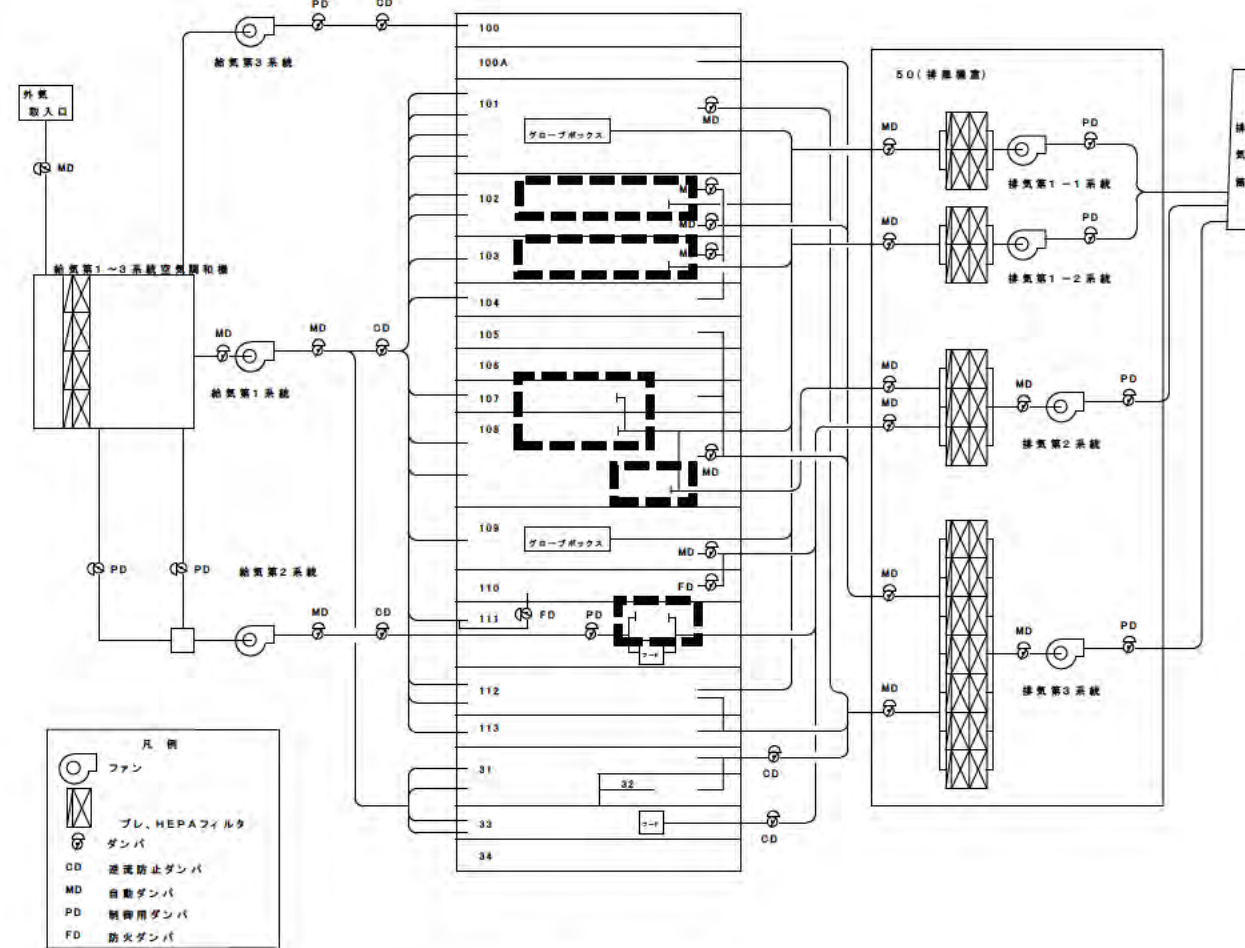 PD
CD
給気第3系統
外気
取入口
MD
給気第1~3系統空気調和機
MD
MD
CD
給気第1系統
PD
PD
給気第2系統
MD
CD
100
100A
101
MD
グローブボックス
102
MD
103
104
105
106
107
108
MD
109
グローブボックス
MD
FD
110
111
FD
PD
フード
112
113
31
32
CD
33
フード
CD
34
50(排風機室)
MD
PD
排気第1-1系統
MD
PD
排気第1-2系統
MD
MD
MD
PD
排気第2系統
MD
MD
PD
MD
排気第3系統
排
気
筒
凡例
ファン
プレ、HEPAフィルタ
ダンパ
CD 逆流防止ダンパ
MD 自動ダンパ
PD 制御用ダンパ
FD 防火ダンパ